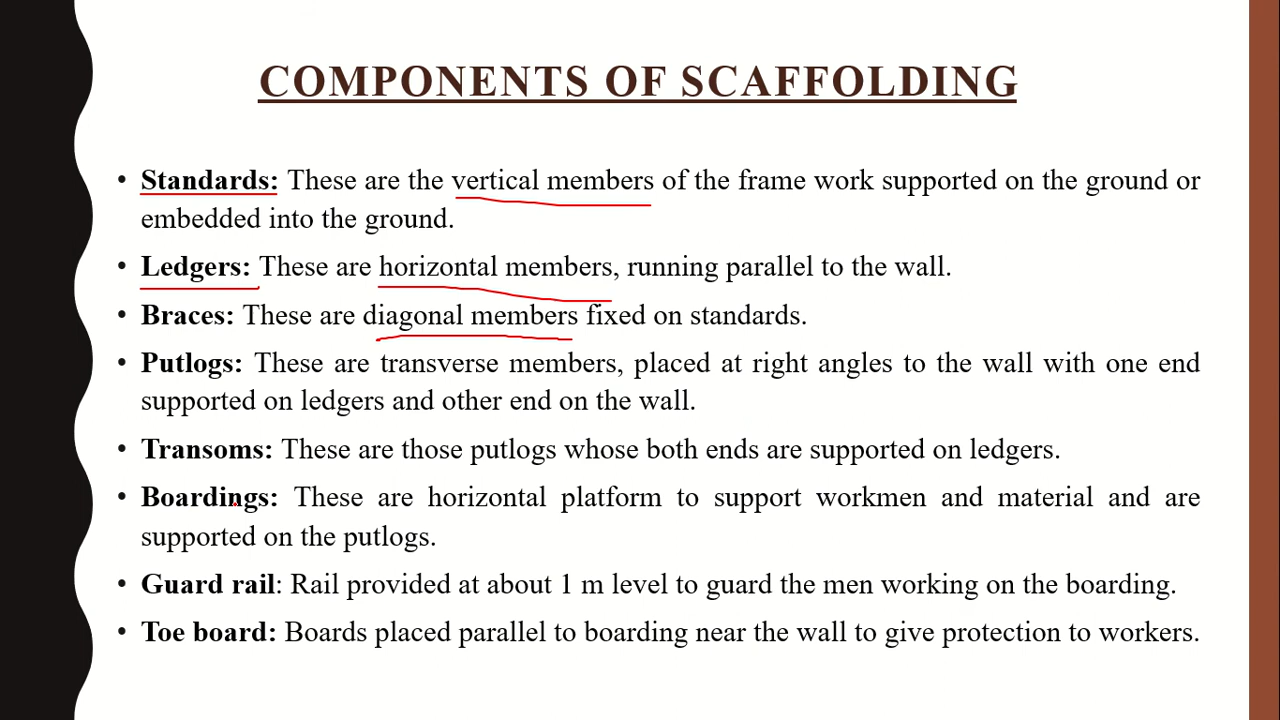 COMPONENTS OF SCAFFOLDING
• Standards: These are the vertical members of the frame work supported on the ground or
embedded into the ground.
• Ledgers: These are horizontal members, running parallel to the wall.
• Braces: These are diagonal members fixed on standards.
• Putlogs: These are transverse members, placed at right angles to the wall with one end
supported on ledgers and other end on the wall.
• Transoms: These are those putlogs whose both ends are supported on ledgers.
• Boardings: These are horizontal platform to support workmen and material and are
supported on the putlogs.
• Guard rail: Rail provided at about 1 m level to guard the men working on the boarding.
• Toe board: Boards placed parallel to boarding near the wall to give protection to workers.